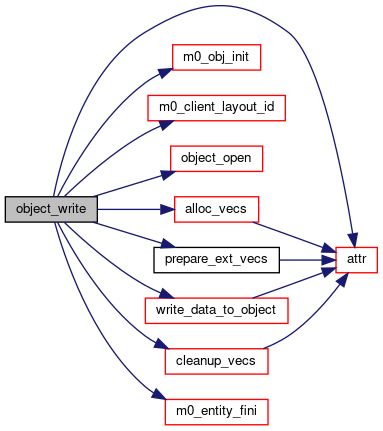 object_write
m0_obj_init
m0_client_layout_id
object_open
alloc_vecs
prepare_ext_vecs
attr
write_data_to_object
cleanup_vecs
m0_entity_fini